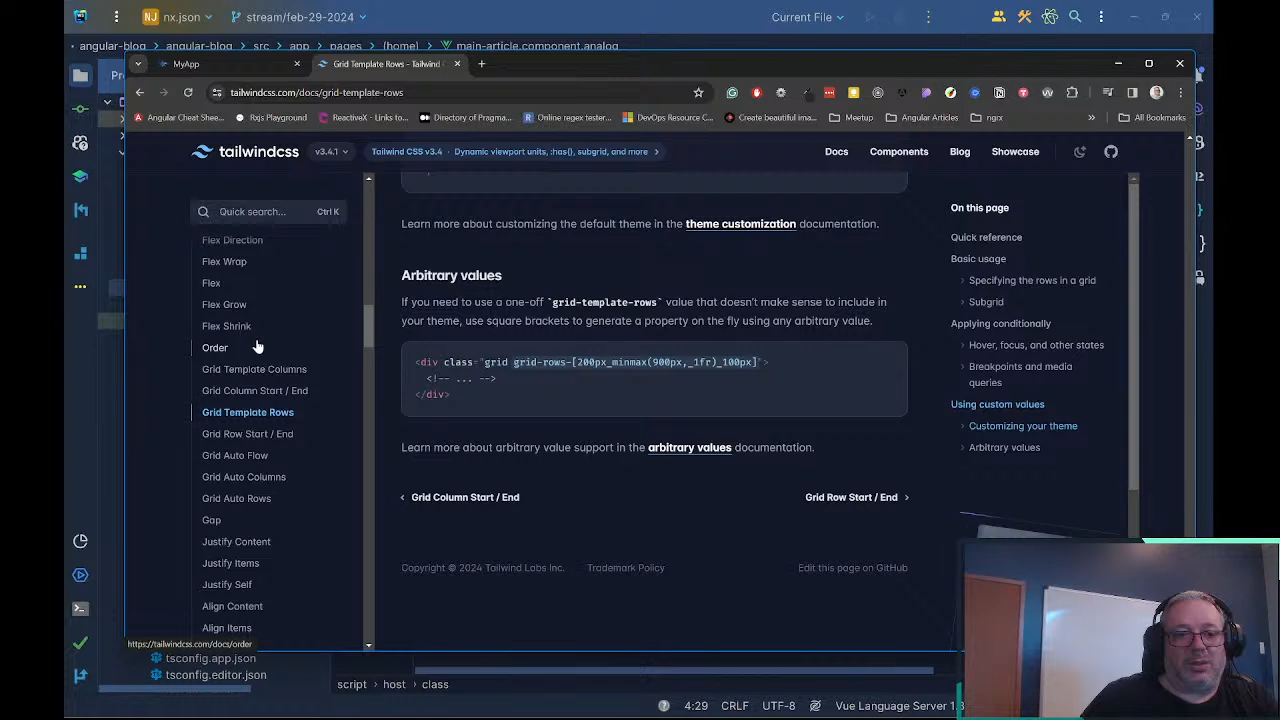 NJ nx.json
stream/feb-29-2024
Current File
angular-blog angular-blog src app pages (home) main-article.component.analog
Pr
MyApp
Grid Template Rows - Tailwind
tailwindcss.com/docs/grid-template-rows
Angular Cheat Shee...
Rxjs Playground
ReactiveX - Links to...
Directory of Pragma...
Online regex tester...
DevOps Resource C...
Create beautiful ima...
Meetup
Angular Articles
ngrx
All Bookmarks
tailwindcss
v3.4.1
Tailwind CSS v3.4 · Dynamic viewport units, :has(), subgrid, and more
Docs
Components
Blog
Showcase
Quick search...
Ctrl K
Flex Direction
Flex Wrap
Flex
Flex Grow
Flex Shrink
Order
Grid Template Columns
Grid Column Start / End
Grid Template Rows
Grid Row Start / End
Grid Auto Flow
Grid Auto Columns
Grid Auto Rows
Gap
Justify Content
Justify Items
Justify Self
Align Content
Align Items
Learn more about customizing the default theme in the theme customization documentation.
Arbitrary values
If you need to use a one-off `grid-template-rows` value that doesn't make sense to include in
your theme, use square brackets to generate a property on the fly using any arbitrary value.
<div class="grid grid-rows-[200px_minmax(900px,_1fr)_100px]">
<!-- ... -->
</div>
Learn more about arbitrary value support in the arbitrary values documentation.
Grid Column Start / End
Grid Row Start / End
Copyright © 2024 Tailwind Labs Inc.
Trademark Policy
Edit this page on GitHub
On this page
Quick reference
Basic usage
Specifying the rows in a grid
Subgrid
Applying conditionally
Hover, focus, and other states
Breakpoints and media
queries
Using custom values
Customizing your theme
Arbitrary values
https://tailwindcss.com/docs/order
tsconfig.app.json
tsconfig.editor.json
script host class
4:29 CRLF UTF-8 Vue Language Server 1.8